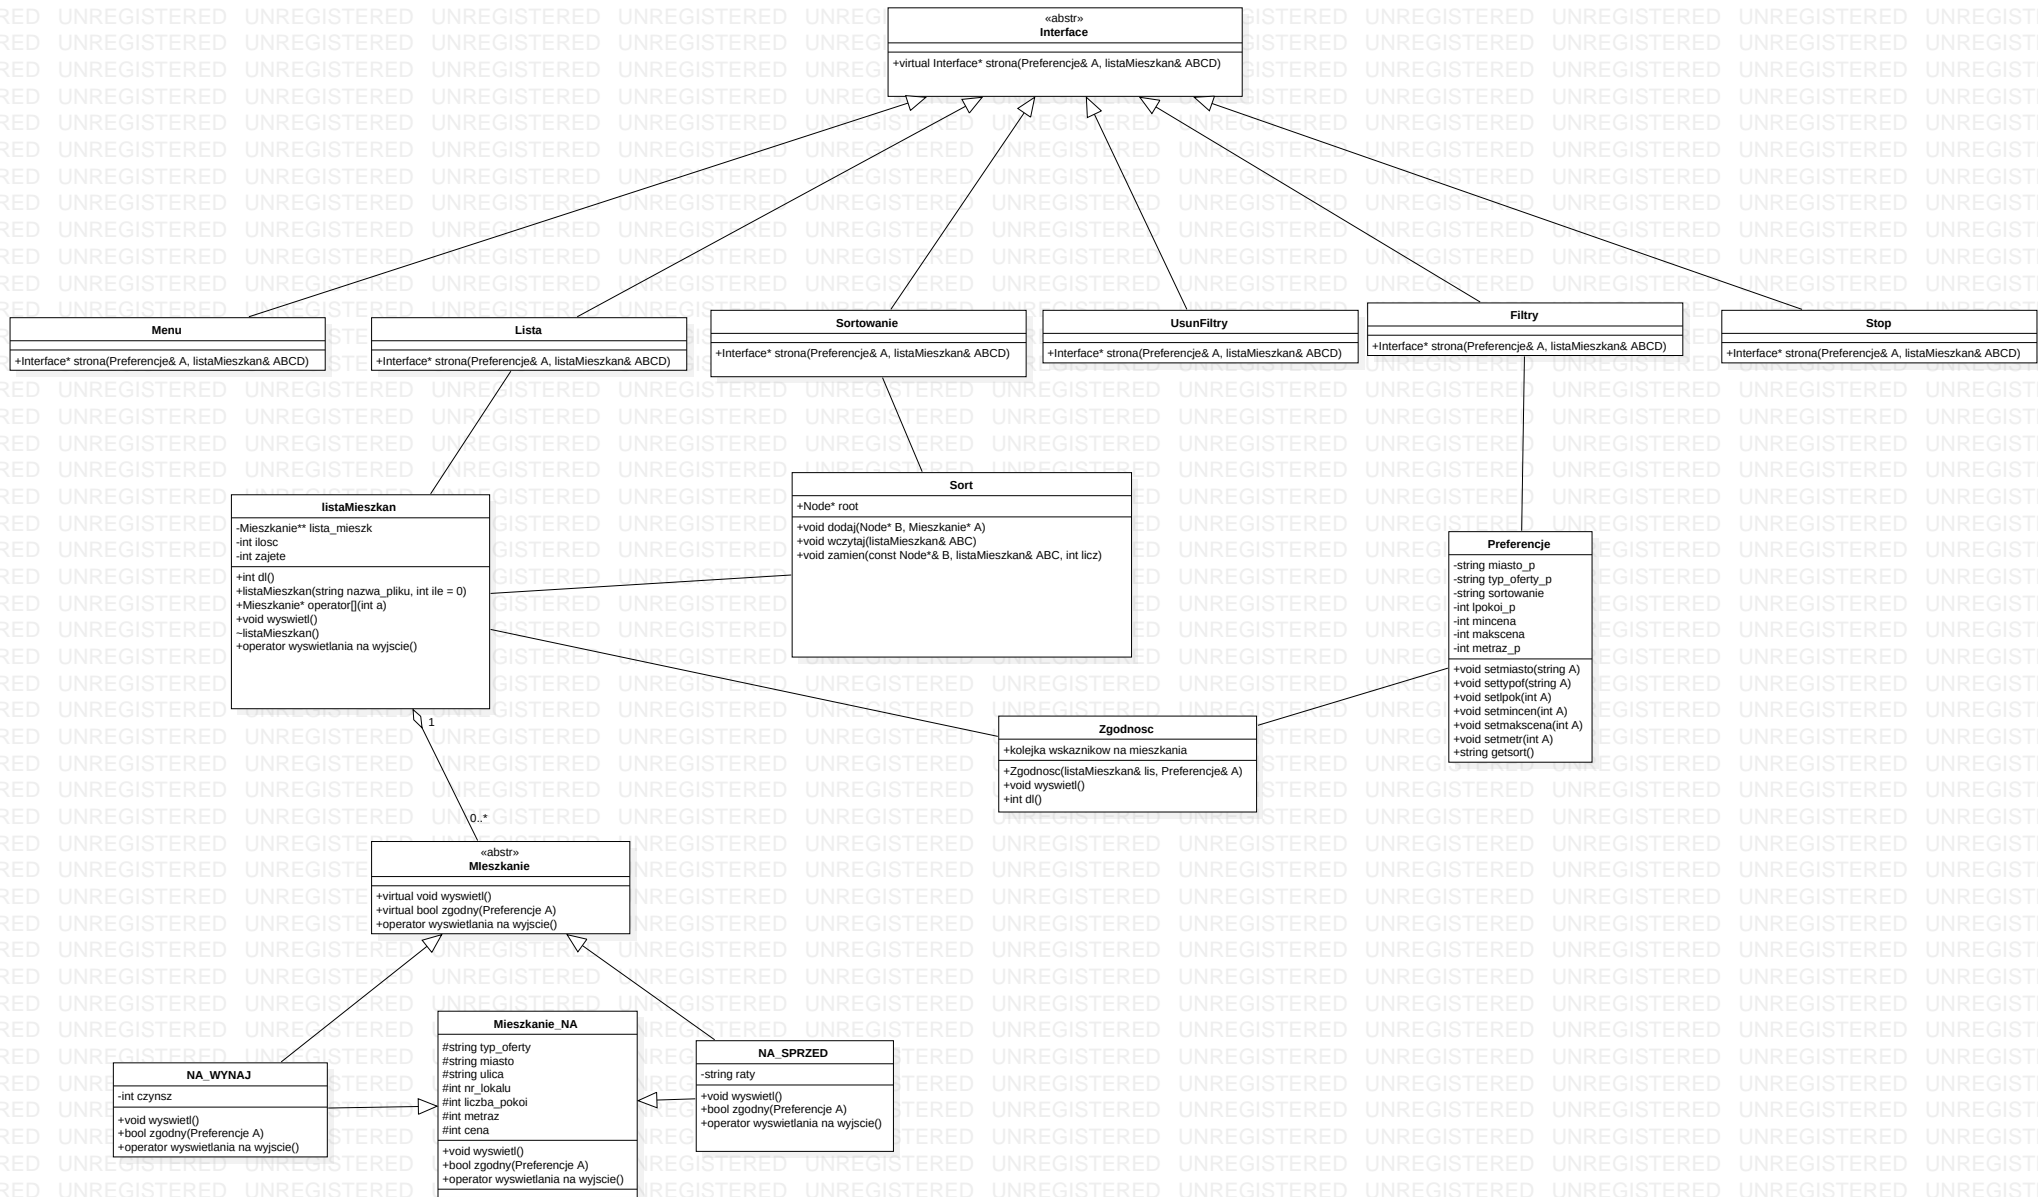 «abstr»
Interface
+virtual Interface* strona(Preferencje& A, listaMieszkan& ABCD)
Menu
+Interface* strona(Preferencje& A, listaMieszkan& ABCD)
Lista
+Interface* strona(Preferencje& A, listaMieszkan& ABCD)
Sortowanie
+Interface* strona(Preferencje& A, listaMieszkan& ABCD)
UsunFiltry
+Interface* strona(Preferencje& A, listaMieszkan& ABCD)
Filtry
+Interface* strona(Preferencje& A, listaMieszkan& ABCD)
Stop
+Interface* strona(Preferencje& A, listaMieszkan& ABCD)
listaMieszkan
-Mieszkanie** lista_mieszk
-int ilosc
-int zajete
+int dl()
+listaMieszkan(string nazwa_pliku, int ile = 0)
+Mieszkanie* operator[](int a)
+void wyswietl()
~listaMieszkan()
+operator wyswietlania na wyjscie()
Sort
+Node* root
+void dodaj(Node* B, Mieszkanie* A)
+void wczytaj(listaMieszkan& ABC)
+void zamien(const Node*& B, listaMieszkan& ABC, int licz)
Preferencje
-string miasto_p
-string typ_oferty_p
-string sortowanie
-int lpokoi_p
-int mincena
-int makscena
-int metraz_p
+void setmiasto(string A)
+void settypof(string A)
+void setlpok(int A)
+void setmincen(int A)
+void setmakscena(int A)
+void setmetr(int A)
+string getsort()
Zgodnosc
+kolejka wskaznikow na mieszkania
+Zgodnosc(listaMieszkan& lis, Preferencje& A)
+void wyswietl()
+int dl()
1
0..*
«abstr»
MIeszkanie
+virtual void wyswietl()
+virtual bool zgodny(Preferencje A)
+operator wyswietlania na wyjscie()
NA_WYNAJ
-int czynsz
+void wyswietl()
+bool zgodny(Preferencje A)
+operator wyswietlania na wyjscie()
Mieszkanie_NA
#string typ_oferty
#string miasto
#string ulica
#int nr_lokalu
#int liczba_pokoi
#int metraz
#int cena
+void wyswietl()
+bool zgodny(Preferencje A)
+operator wyswietlania na wyjscie()
NA_SPRZED
-string raty
+void wyswietl()
+bool zgodny(Preferencje A)
+operator wyswietlania na wyjscie()